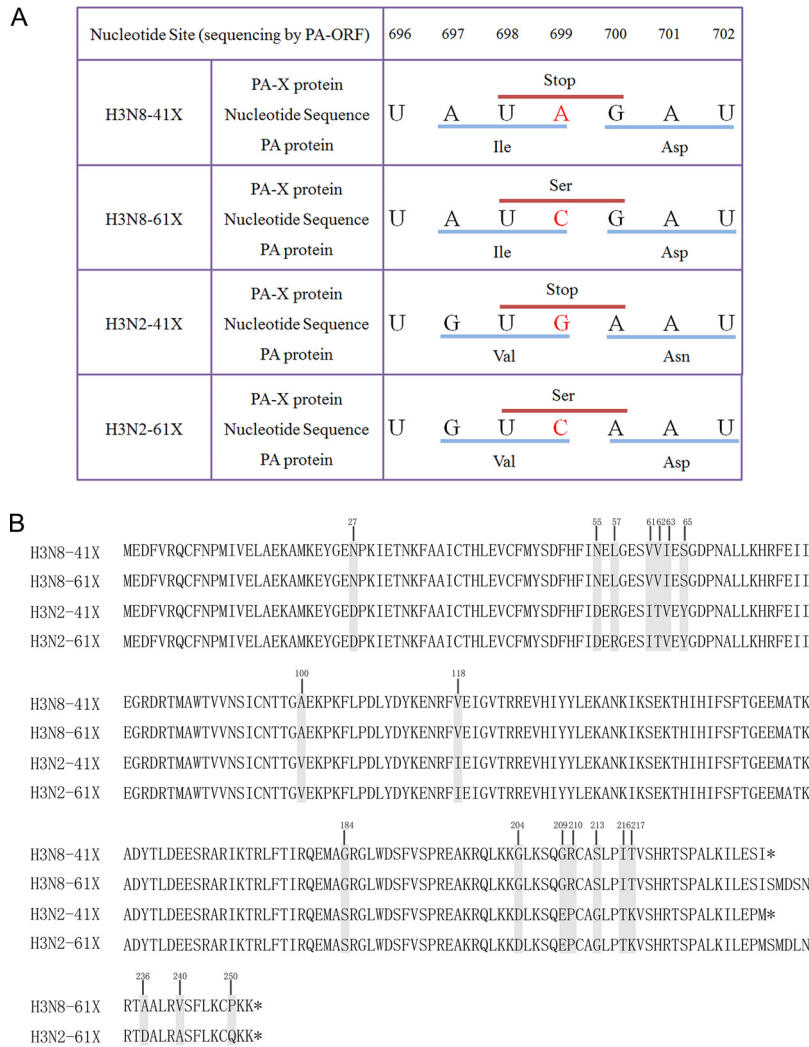 A
Nucleotide Site (sequencing by PA-ORF) 696 697 698 699 700 701 702
PA-X protein Stop
H3N8-41X Nucleotide Sequence U A U A G A U
PA protein Ile Asp
PA-X protein Ser
H3N8-61X Nucleotide Sequence U A U C G A U
PA protein Ile Asp
PA-X protein Stop
H3N2-41X Nucleotide Sequence U G U G A A U
PA protein Val Asn
PA-X protein Ser
H3N2-61X Nucleotide Sequence U G U C A A U
PA protein Val Asp
B
27 55 57 61 62 63 65
H3N8-41X MEDFVRQCFNPMIVELAEKAMKEYGENPKIETNKFAAICTHLEVCFMYSDFHFINELGESVVIESGDPNALLKHRFEII
H3N8-61X MEDFVRQCFNPMIVELAEKAMKEYGENPKIETNKFAAICTHLEVCFMYSDFHFINELGESVVIESGDPNALLKHRFEII
H3N2-41X MEDFVRQCFNPMIVELAEKAMKEYGEDPKIETNKFAAICTHLEVCFMYSDFHFIDERGESITVEYGDPNALLKHRFEII
H3N2-61X MEDFVRQCFNPMIVELAEKAMKEYGEDPKIETNKFAAICTHLEVCFMYSDFHFIDERGESITVEYGDPNALLKHRFEII
100 118
H3N8-41X EGRDRTMAWTVVNSICNTTGAEKPKFLPDLYDYKENRFVEIGVTRREVHIYYLEKANKIKSEKTHIHIFSFTGEEMATK
H3N8-61X EGRDRTMAWTVVNSICNTTGAEKPKFLPDLYDYKENRFVEIGVTRREVHIYYLEKANKIKSEKTHIHIFSFTGEEMATK
H3N2-41X EGRDRTMAWTVVNSICNTTGVEKPKFLPDLYDYKENRFIEIGVTRREVHIYYLEKANKIKSEKTHIHIFSFTGEEMATK
H3N2-61X EGRDRTMAWTVVNSICNTTGVEKPKFLPDLYDYKENRFIEIGVTRREVHIYYLEKANKIKSEKTHIHIFSFTGEEMATK
184 204 209 210 213 216 217
H3N8-41X ADYTLDEESRARIKTRLFTIRQEMAGRGLWDSFVSPREAKRQLKKGLKSQGRCASLPITVSHRTSPALKILESI*
H3N8-61X ADYTLDEESRARIKTRLFTIRQEMAGRGLWDSFVSPREAKRQLKKGLKSQGRCASLPITVSHRTSPALKILESISMDSN
H3N2-41X ADYTLDEESRARIKTRLFTIRQEMASRGLWDSFVSPREAKRQLKKDLKSQEPCAGLPTKVSHRTSPALKILEPM*
H3N2-61X ADYTLDEESRARIKTRLFTIRQEMASRGLWDSFVSPREAKRQLKKDLKSQEPCAGLPTKVSHRTSPALKILEPMSMDLN
236 240 250
H3N8-61X RTAALRVSFLKCPKK*
H3N2-61X RTDALRASFLKCQKK*